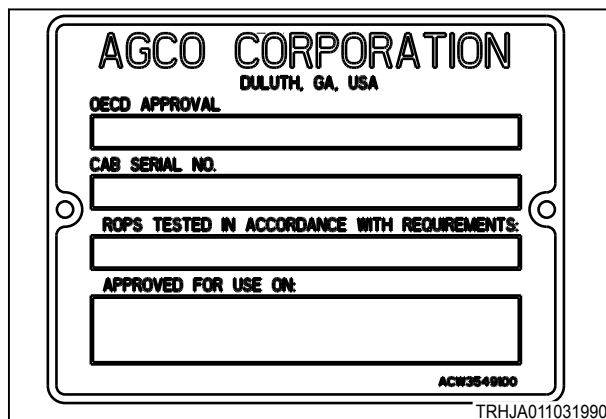 AGCO CORPORATION
DULUTH, GA, USA
OECD APPROVAL
CAB SERIAL NO.
ROPS TESTED IN ACCORDANCE WITH REQUIREMENTS:
APPROVED FOR USE ON:
ACW3549100
TRHJA011031990